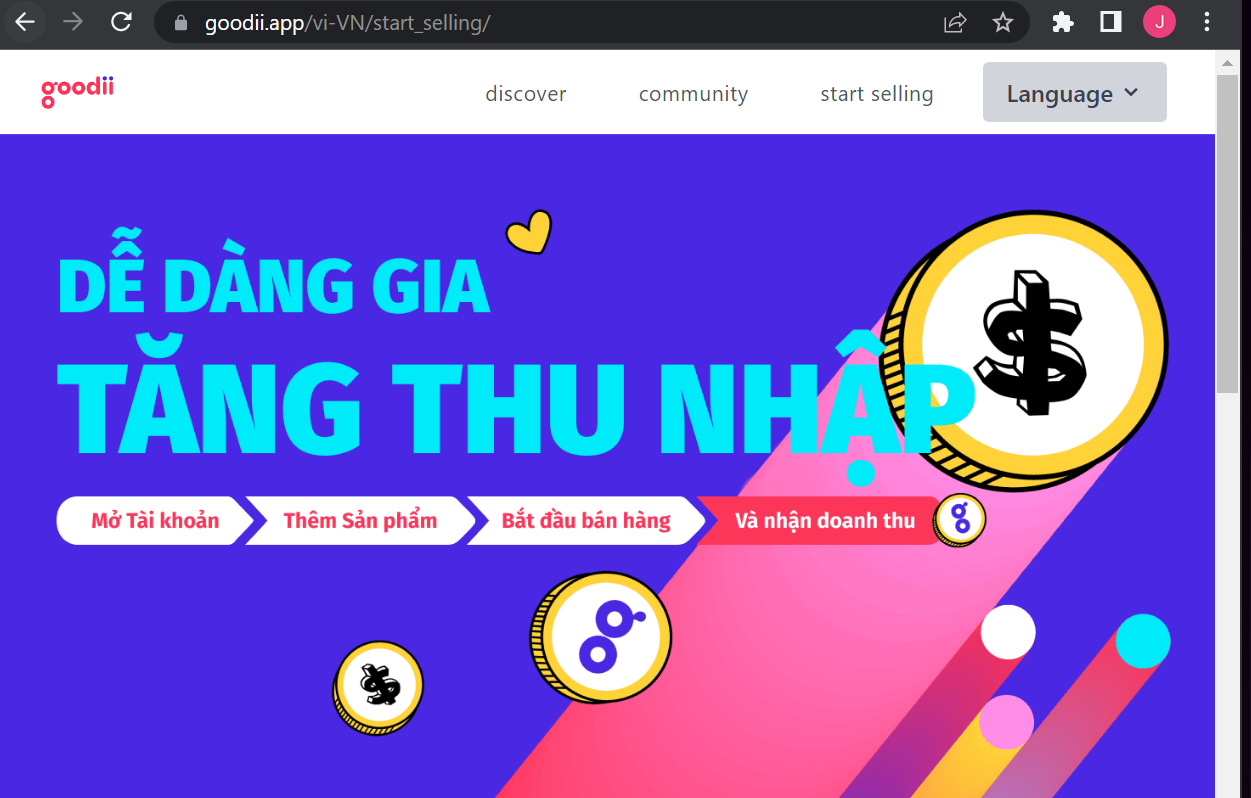 goodii.app/vi-VN/start_selling/
J
goodii
discover community start selling Language
DỄ DÀNG GIA
TĂNG THU NHẬP
$
Mở Tài khoản Thêm Sản phẩm Bắt đầu bán hàng Và nhận doanh thu g
g
$